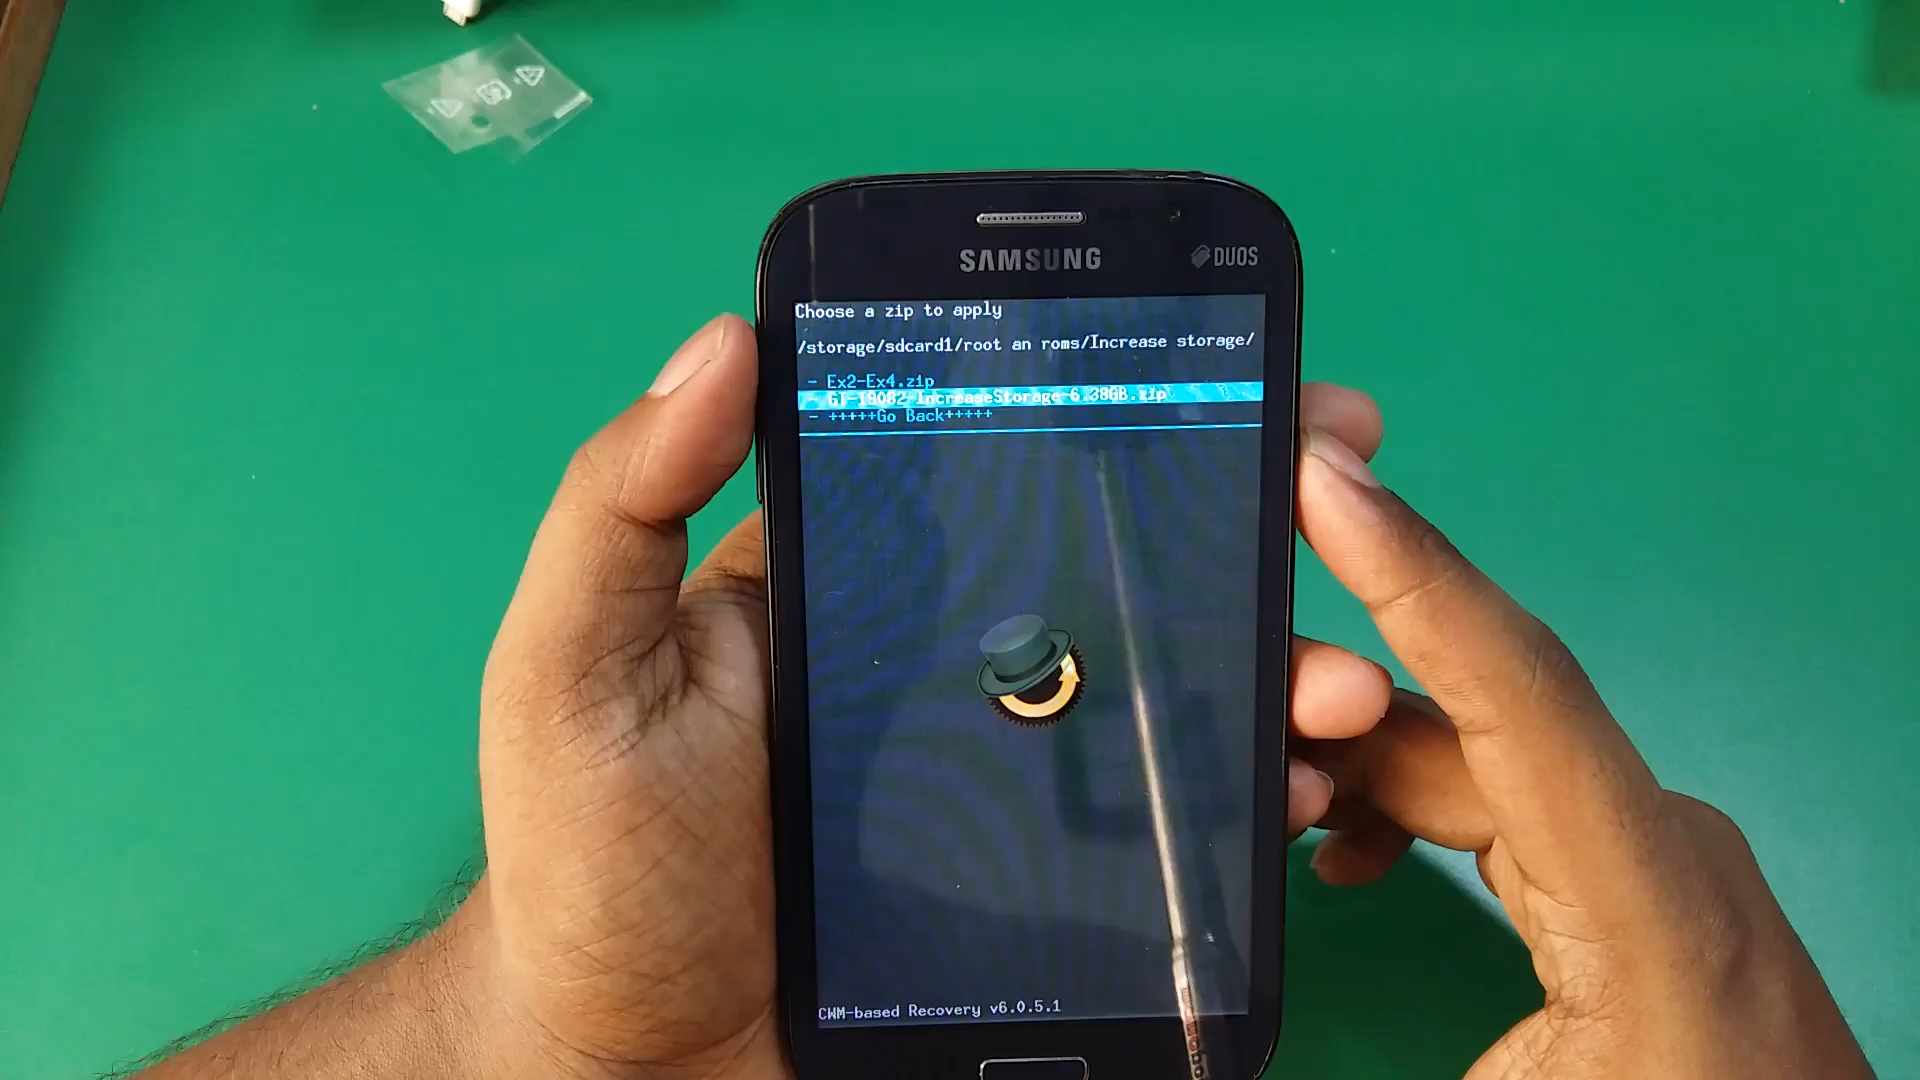 SAMSUNG
DUOS
Choose a zip to apply
/storage/sdcard1/root an roms/Increase storage/
- Ex2-Ex4.zip
- GT-I9082-IncreaseStorage-6.38GB.zip
- +++++Go Back+++++
CWM-based Recovery v6.0.5.1